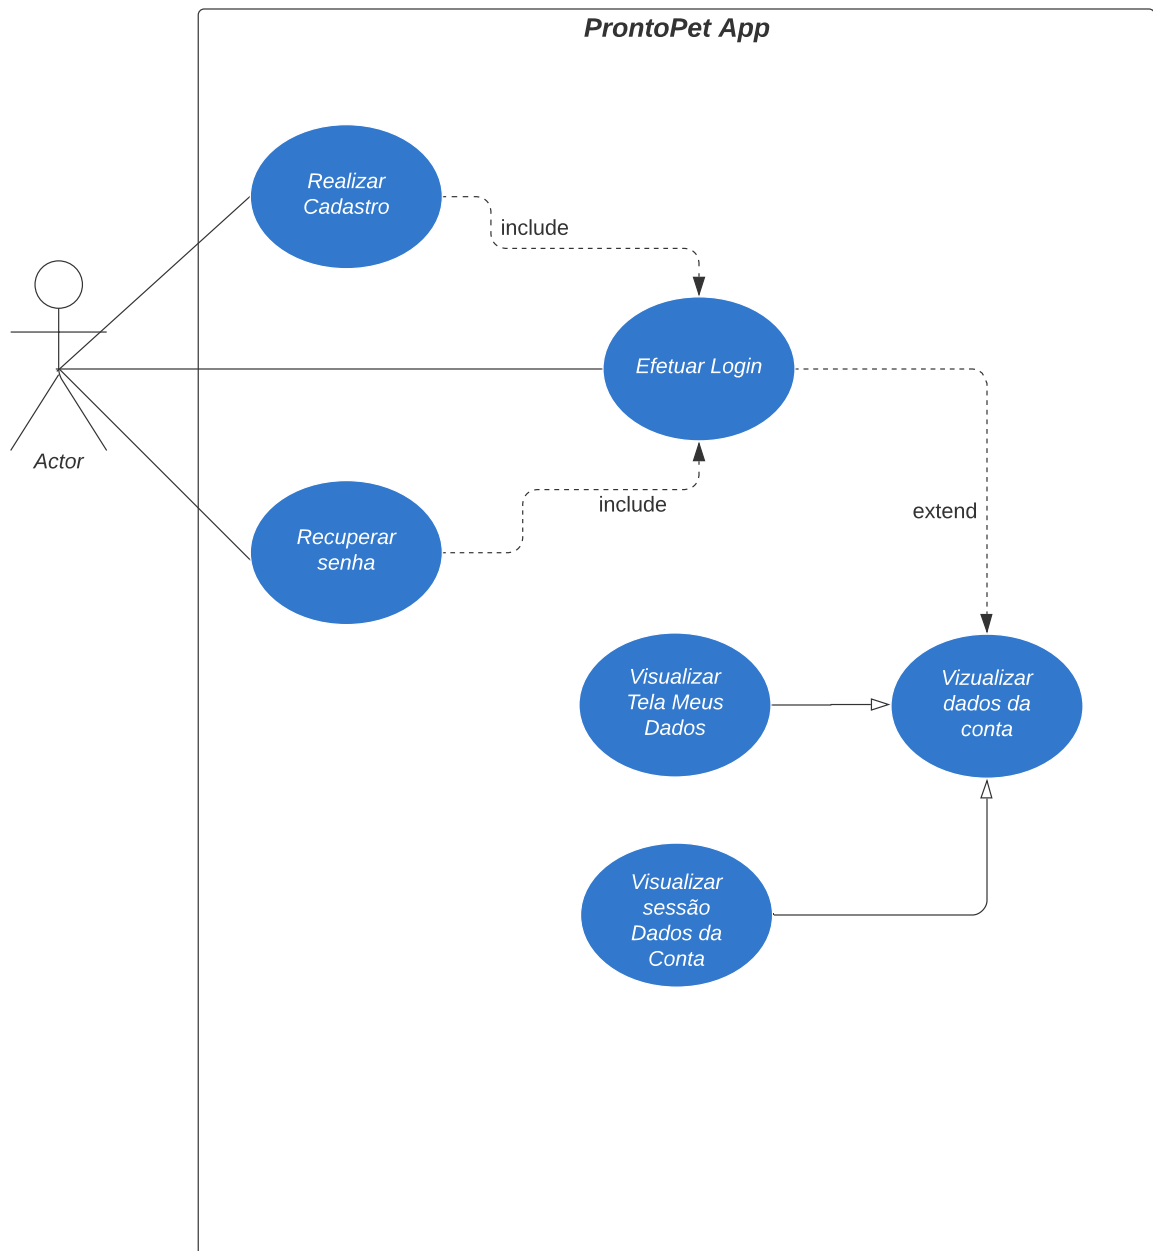 ProntoPet App
Realizar
Cadastro
include
Efetuar Login
Actor
include
extend
Recuperar
senha
Visualizar
Tela Meus
Dados
Vizualizar
dados da
conta
Visualizar
sessão
Dados da
Conta